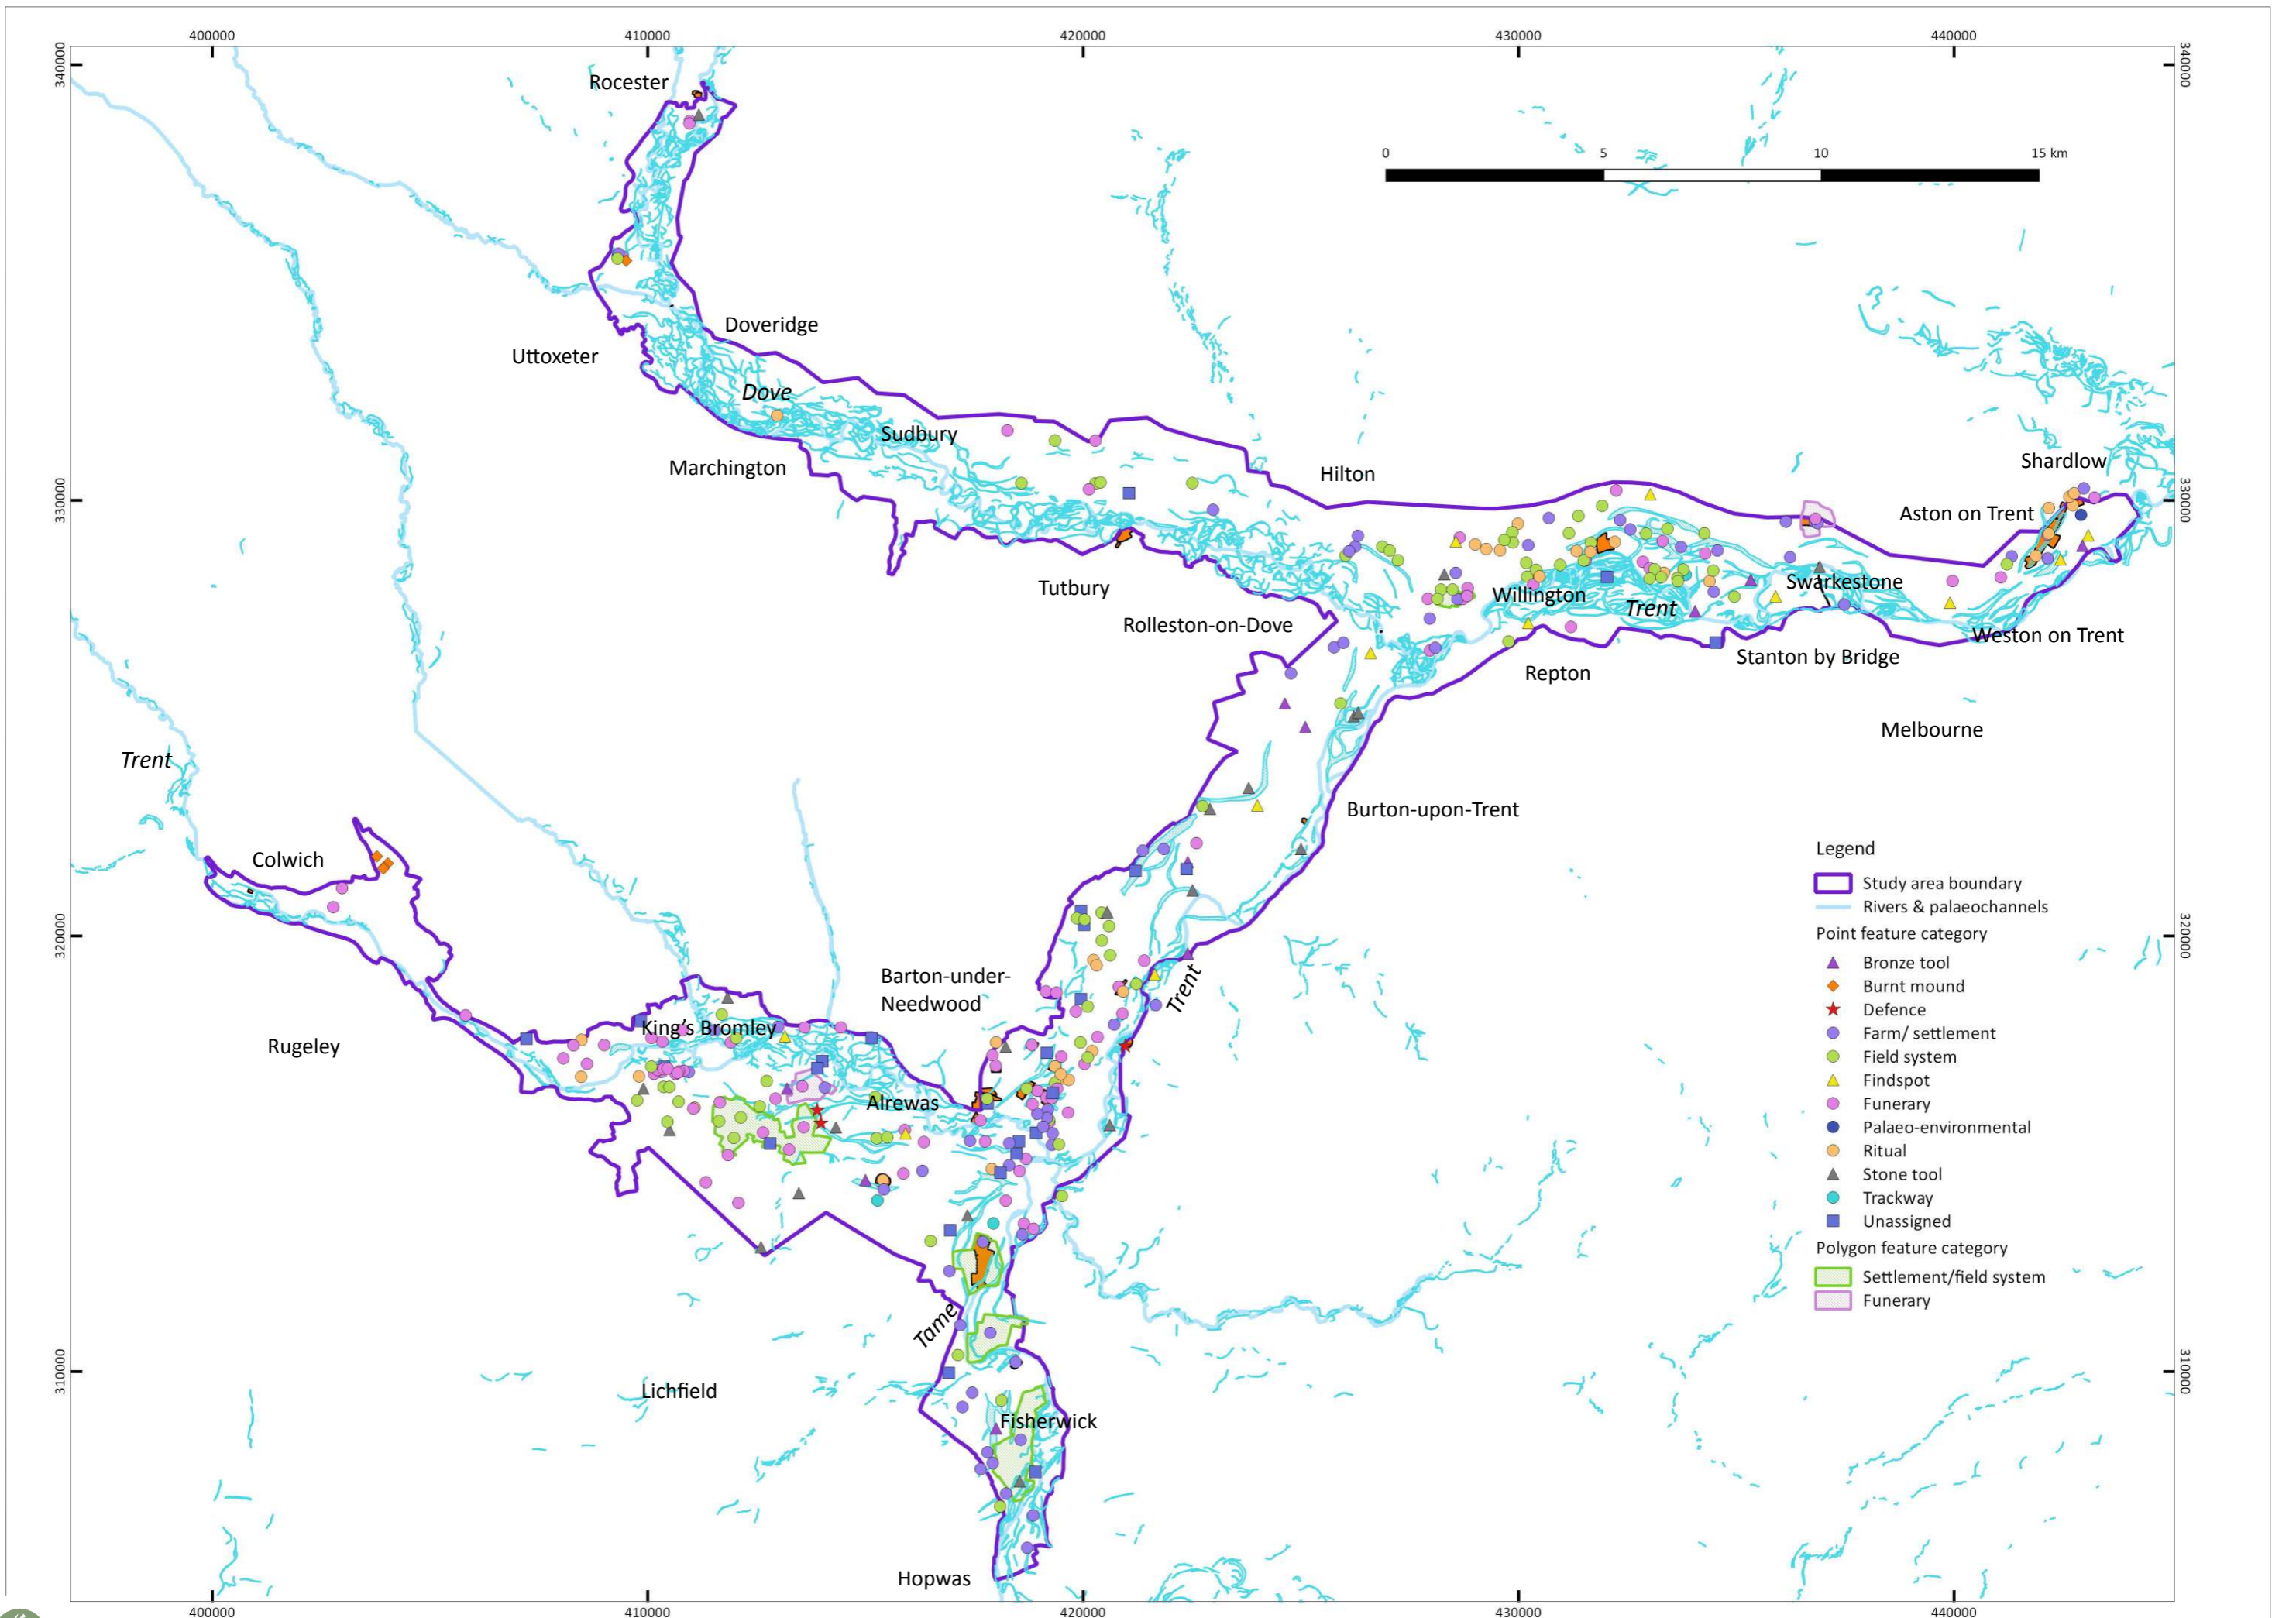 400000 410000 420000 430000 440000
340000 340000
Rocester
0 5 10 15 km
Doveridge
Uttoxeter
Dove
Sudbury
Marchington
Hilton
Shardlow
330000 330000
Aston on Trent
Tutbury
Swarkestone
Willington
Trent
Rolleston-on-Dove
Weston on Trent
Stanton by Bridge
Repton
Melbourne
Trent
Burton-upon-Trent
Colwich
320000 320000
Barton-under-
Needwood
Trent
King's Bromley
Rugeley
Alrewas
Tame
310000 310000
Lichfield
Fisherwick
Hopwas
Legend
Study area boundary
Rivers & palaeochannels
Point feature category
Bronze tool
Burnt mound
Defence
Farm/ settlement
Field system
Findspot
Funerary
Palaeo-environmental
Ritual
Stone tool
Trackway
Unassigned
Polygon feature category
Settlement/field system
Funerary
400000 410000 420000 430000 440000